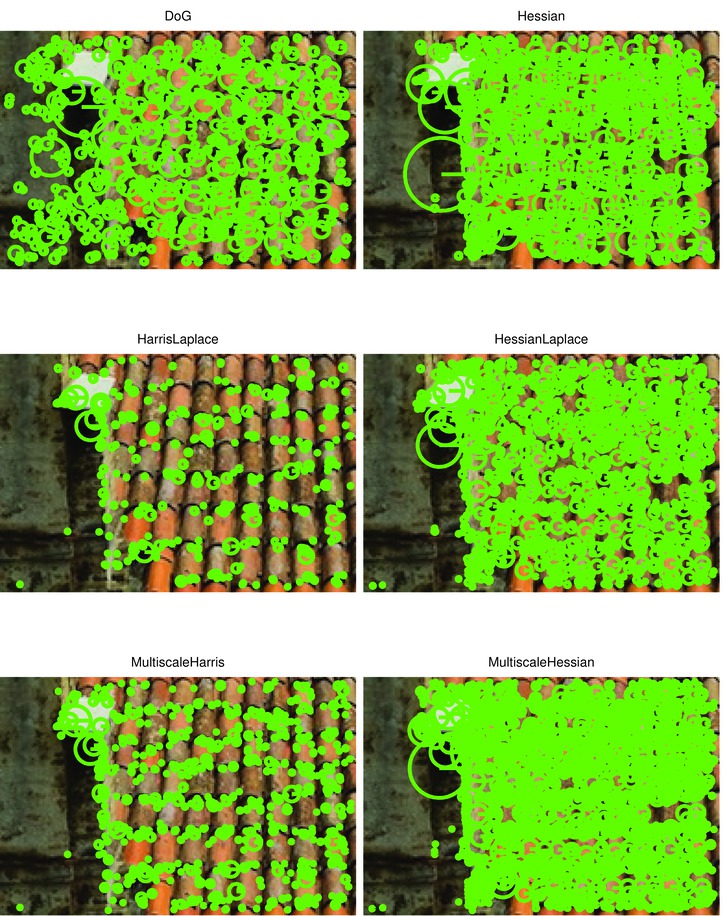 DoG
Hessian
HarrisLaplace
HessianLaplace
MultiscaleHarris
MultiscaleHessian